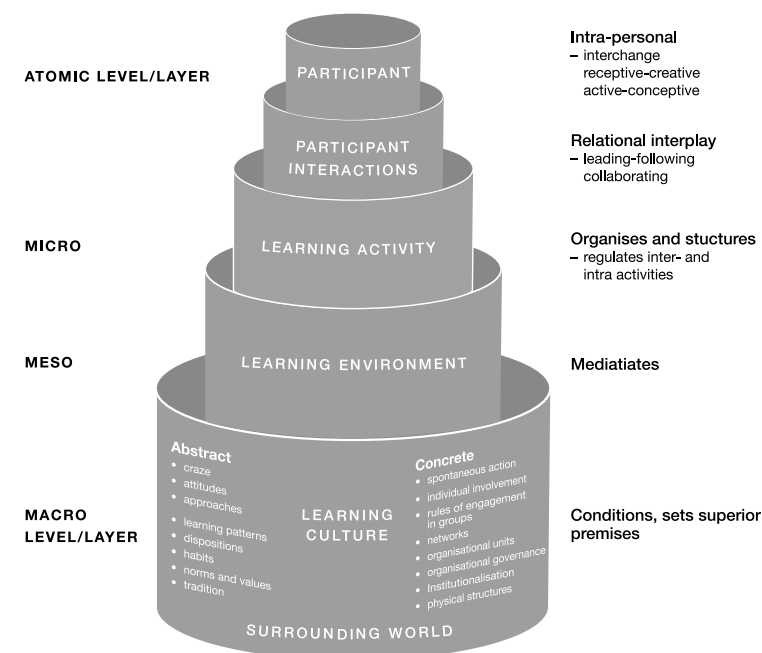 ATOMIC LEVEL/LAYER
PARTICIPANT
Intra-personal
– interchange
receptive-creative
active-conceptive
PARTICIPANT
INTERACTIONS
Relational interplay
– leading-following
collaborating
MICRO
LEARNING ACTIVITY
Organises and stuctures
– regulates inter- and
intra activities
MESO
LEARNING ENVIRONMENT
Mediatiates
MACRO
LEVEL/LAYER
Abstract
• craze
• attitudes
• approaches
• learning patterns
• dispositions
• habits
• norms and values
• tradition
LEARNING
CULTURE
Concrete
• spontaneous action
• individual involvement
• rules of engagement
in groups
• networks
• organisational units
• organisational governance
• Institutionalisation
• physical structures
Conditions, sets superior
premises
SURROUNDING WORLD